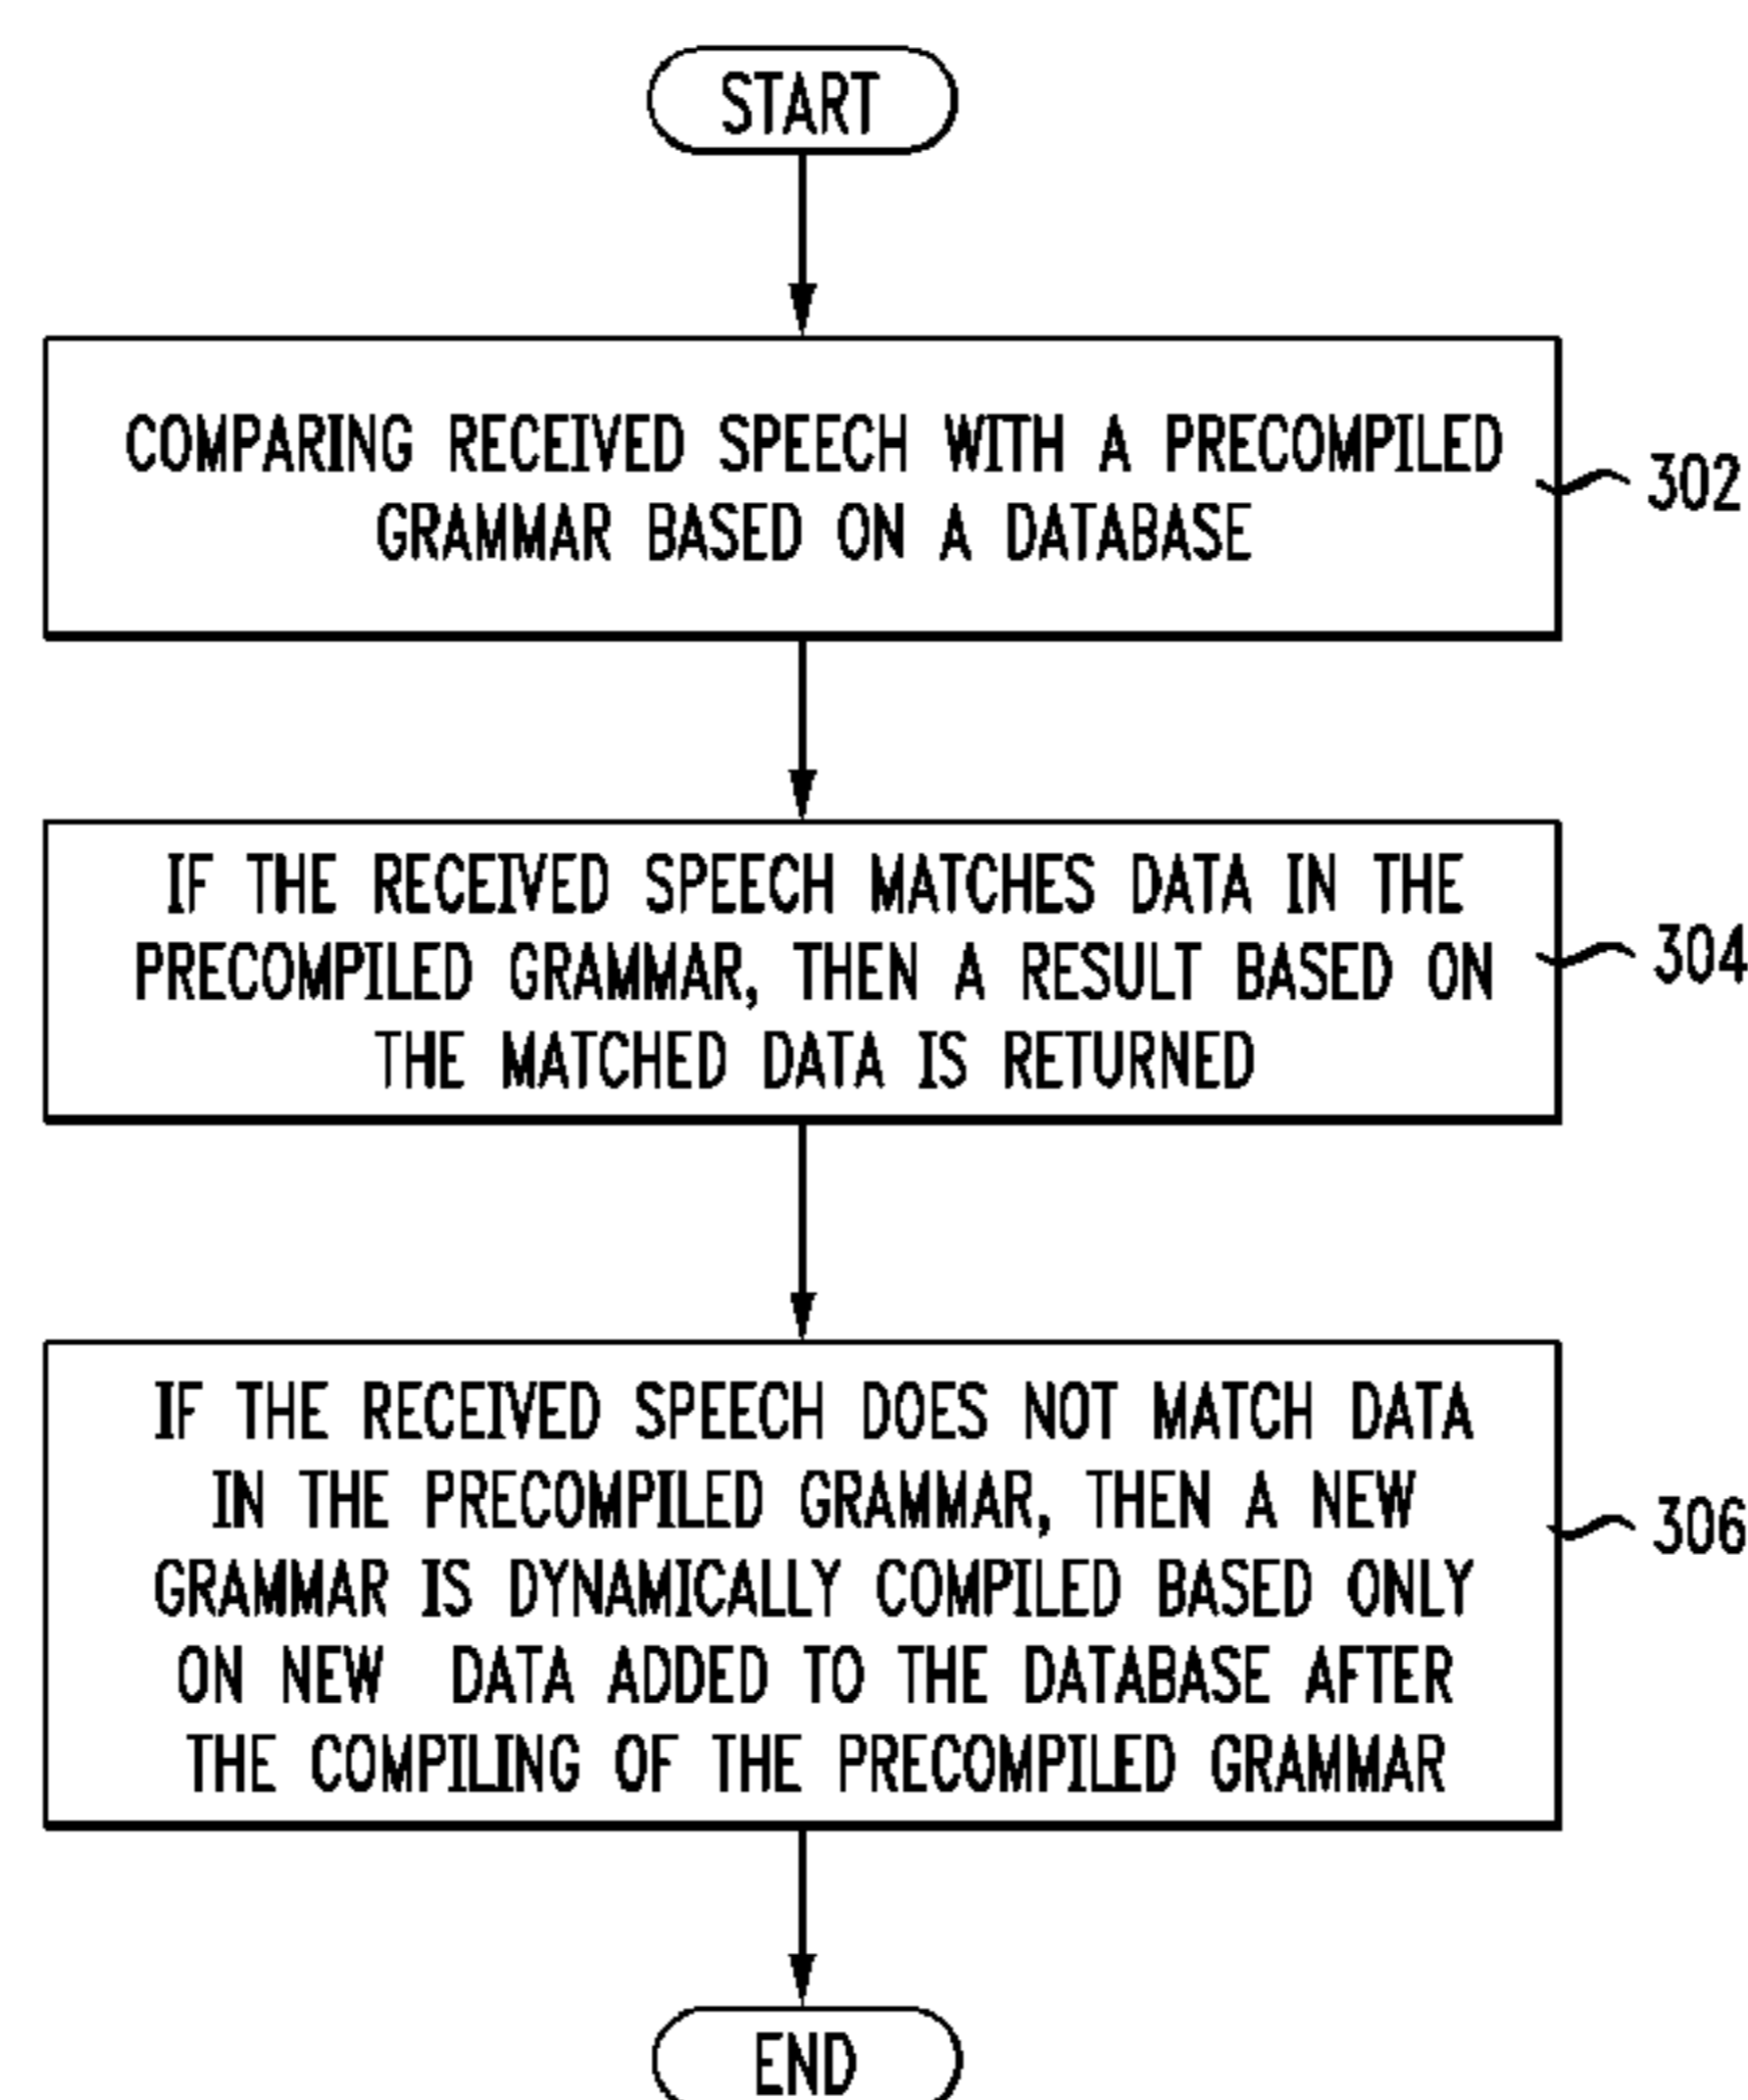 START
COMPARING RECEIVED SPEECH WITH A PRECOMPILED
GRAMMAR BASED ON A DATABASE
302
IF THE RECEIVED SPEECH MATCHES DATA IN THE
PRECOMPILED GRAMMAR, THEN A RESULT BASED ON
THE MATCHED DATA IS RETURNED
304
IF THE RECEIVED SPEECH DOES NOT MATCH DATA
IN THE PRECOMPILED GRAMMAR, THEN A NEW
GRAMMAR IS DYNAMICALLY COMPILED BASED ONLY
ON NEW DATA ADDED TO THE DATABASE AFTER
THE COMPILING OF THE PRECOMPILED GRAMMAR
306
END